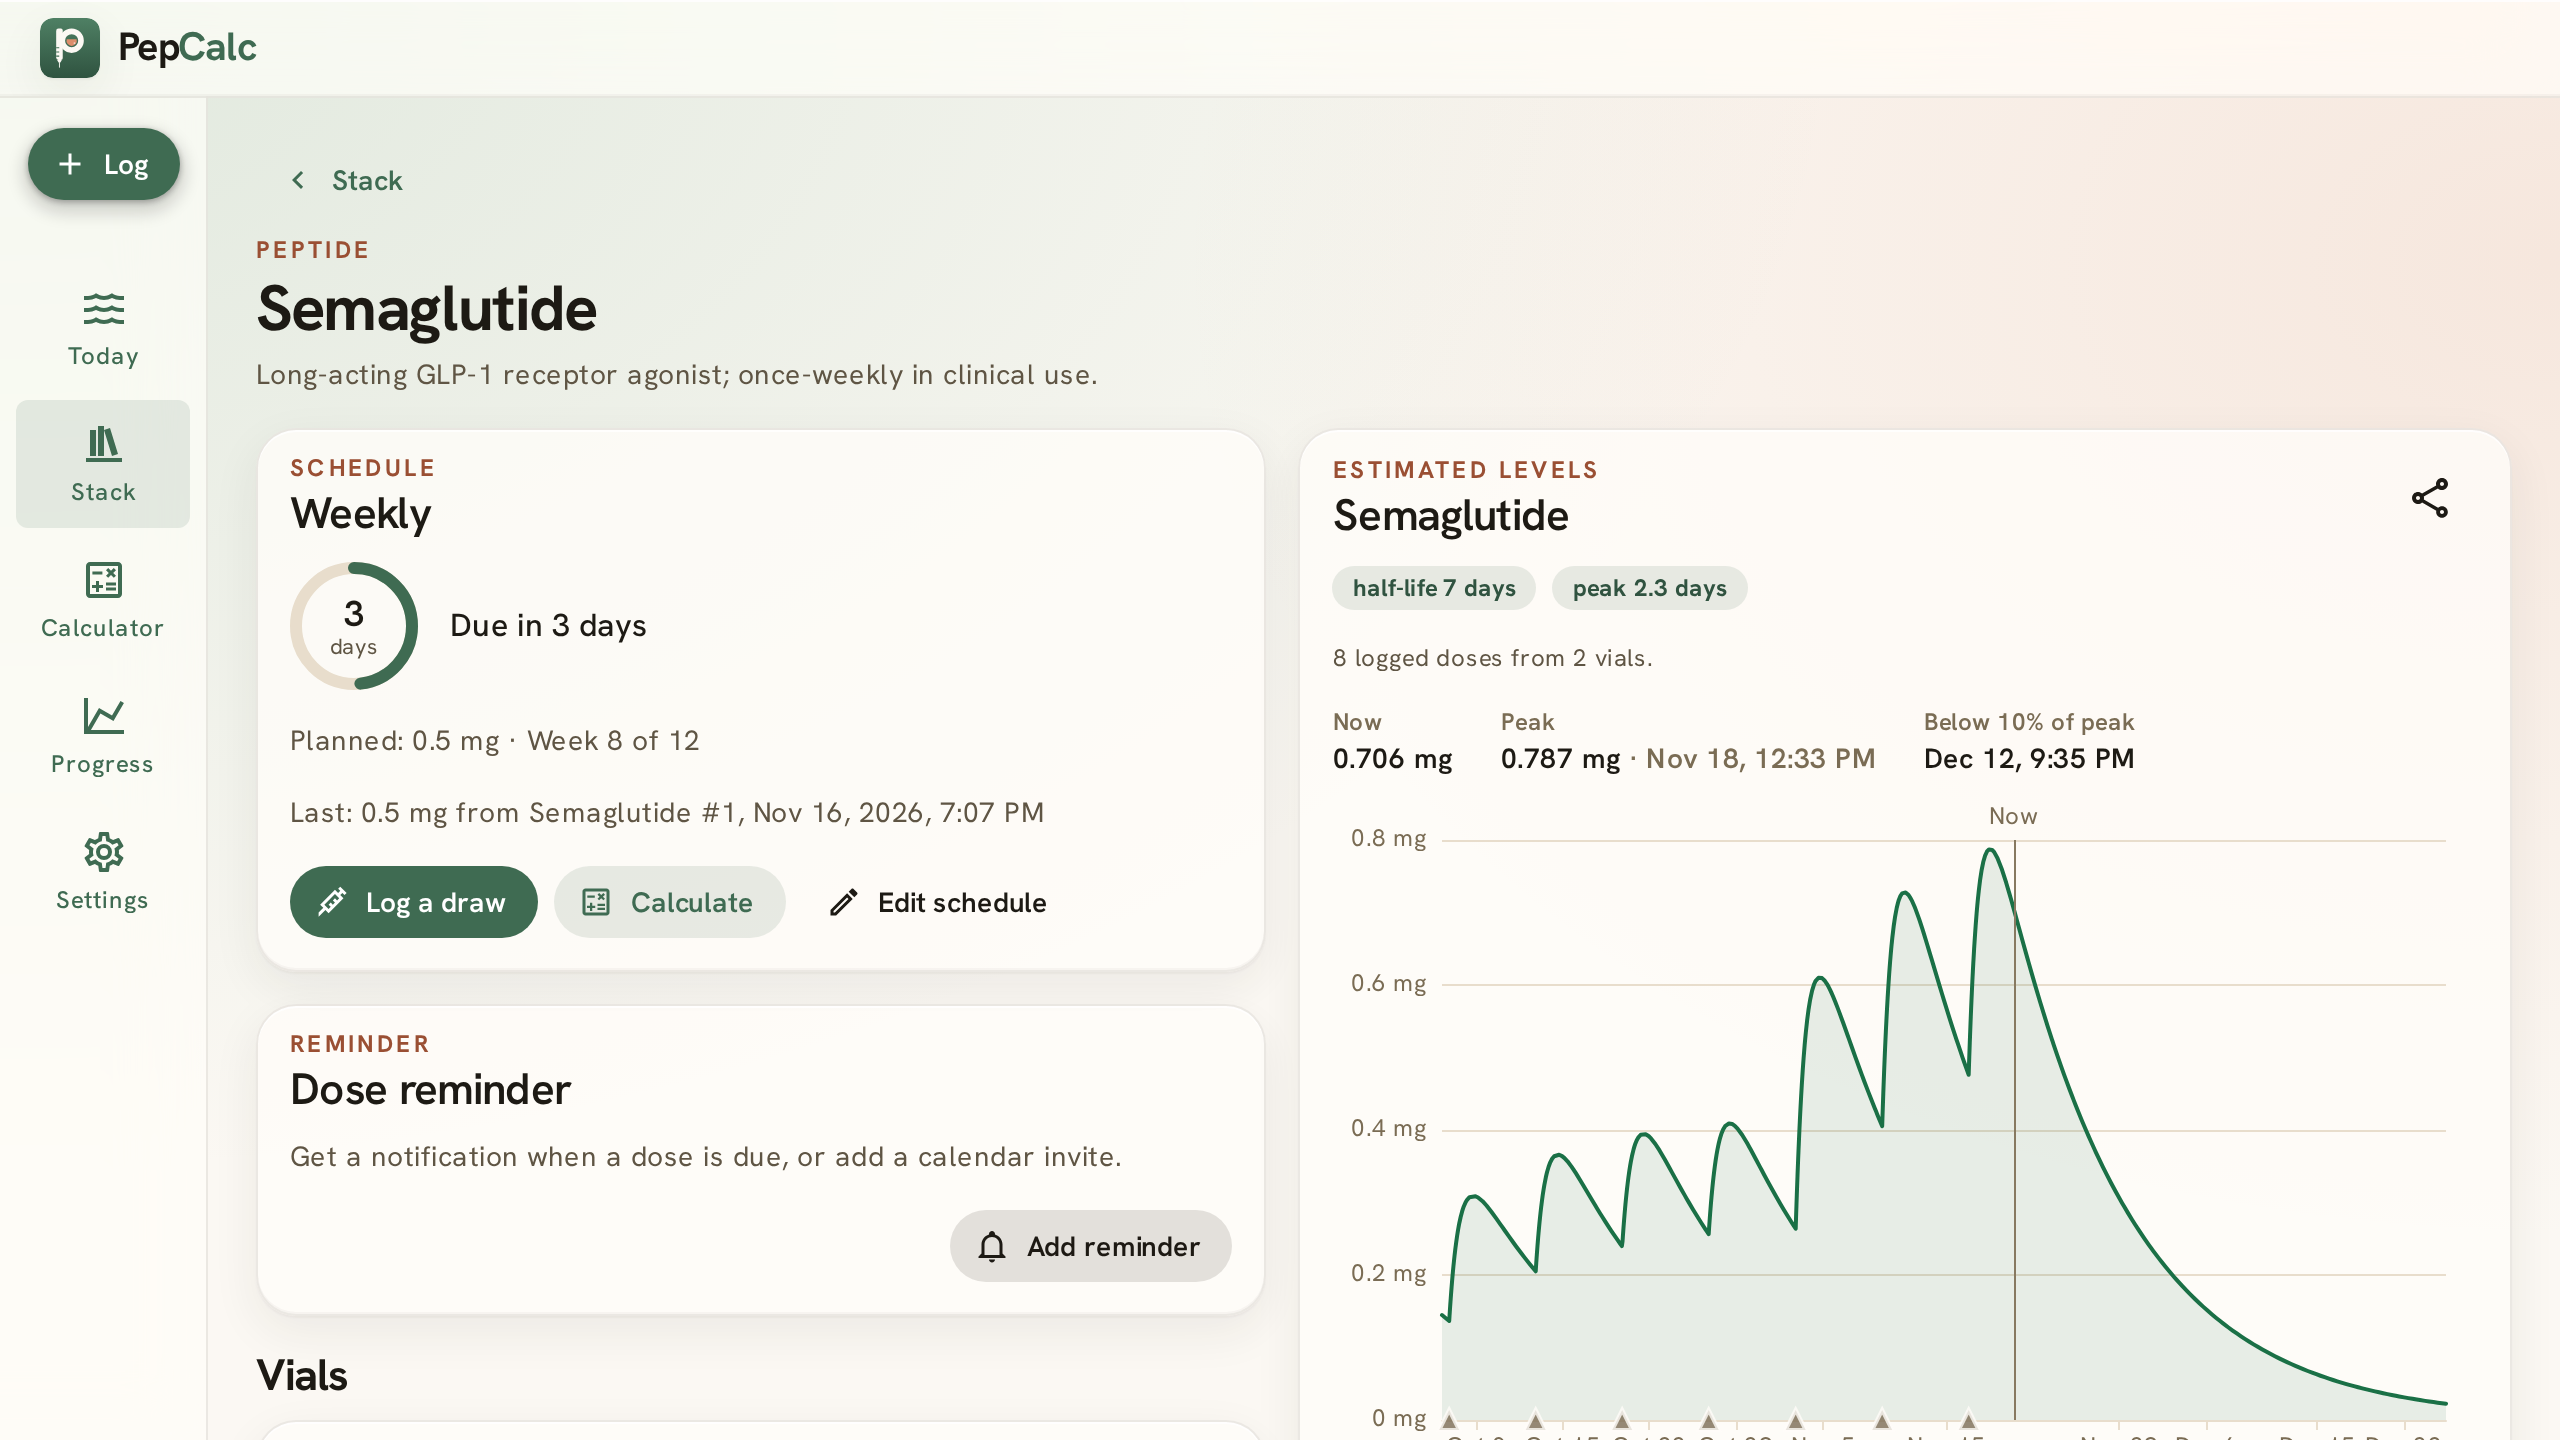 PepCalc
Log
Today
Stack
Calculator
Progress
Settings
Stack
PEPTIDE
Semaglutide
Long-acting GLP-1 receptor agonist; once-weekly in clinical use.
SCHEDULE
Weekly
3
days
Due in 3 days
Planned: 0.5 mg · Week 8 of 12
Last: 0.5 mg from Semaglutide #1, Nov 16, 2026, 7:07 PM
Log a draw
Calculate
Edit schedule
REMINDER
Dose reminder
Get a notification when a dose is due, or add a calendar invite.
Add reminder
Vials
ESTIMATED LEVELS
Semaglutide
half-life 7 days
peak 2.3 days
8 logged doses from 2 vials.
Now
0.706 mg
Peak
0.787 mg · Nov 18, 12:33 PM
Below 10% of peak
Dec 12, 9:35 PM
Now
0.8 mg
0.6 mg
0.4 mg
0.2 mg
0 mg